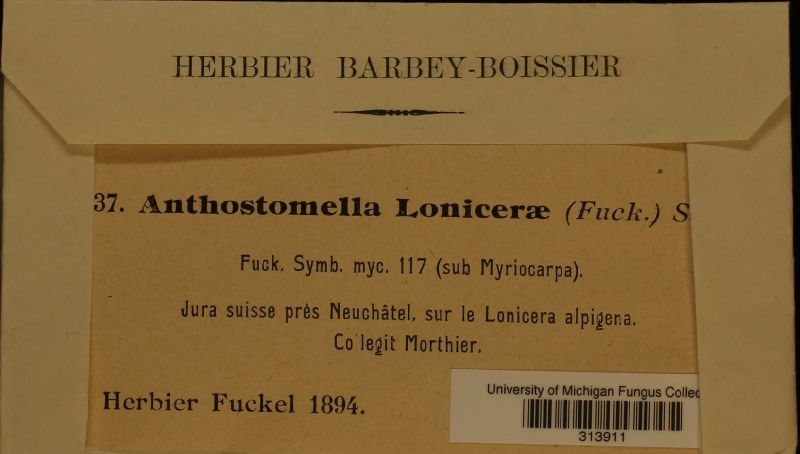 HERBIER BARBEY-BOISSIER
37. Anthostomella Loniceræ (Fuck.) S
Fuck. Symb. myc. 117 (sub Myriocarpa).
Jura suisse près Neuchâtel, sur le Lonicera alpigena.
Co legit Morthier.
Herbier Fuckel 1894.
University of Michigan Fungus Collec
313911